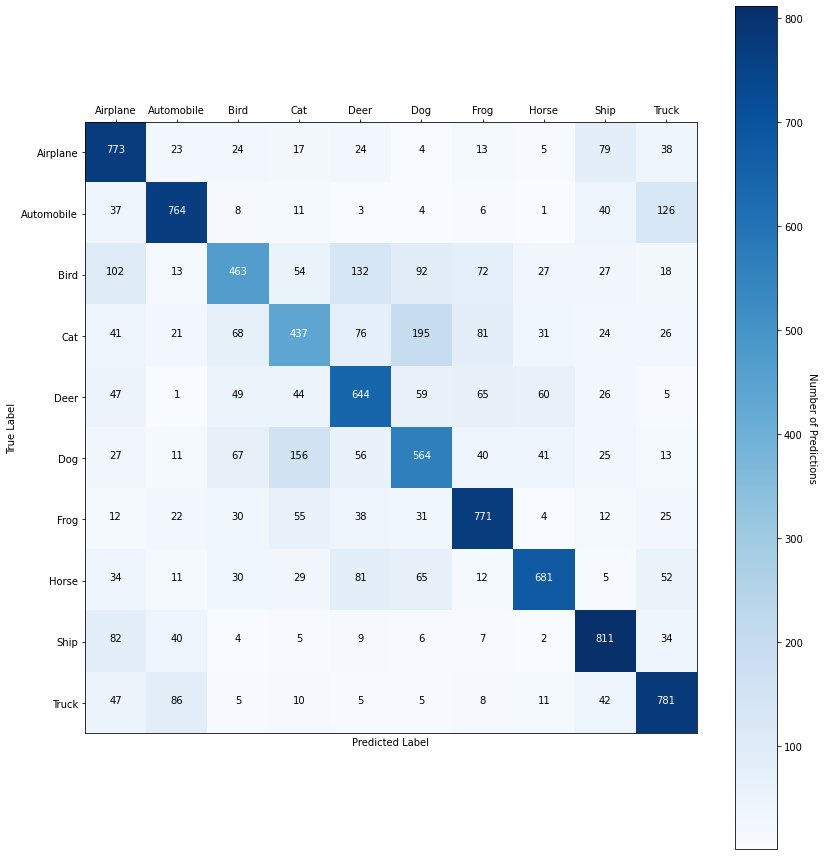 Airplane Automobile Bird Cat Deer Dog Frog Horse Ship Truck
Airplane 773 23 24 17 24 4 13 5 79 38
Automobile 37 764 8 11 3 4 6 1 40 126
Bird 102 13 463 54 132 92 72 27 27 18
Cat 41 21 68 437 76 195 81 31 24 26
Deer 47 1 49 44 644 59 65 60 26 5
Dog 27 11 67 156 56 564 40 41 25 13
Frog 12 22 30 55 38 31 771 4 12 25
Horse 34 11 30 29 81 65 12 681 5 52
Ship 82 40 4 5 9 6 7 2 811 34
Truck 47 86 5 10 5 5 8 11 42 781
True Label
Predicted Label
800
700
600
500
400
300
200
100
Number of Predictions